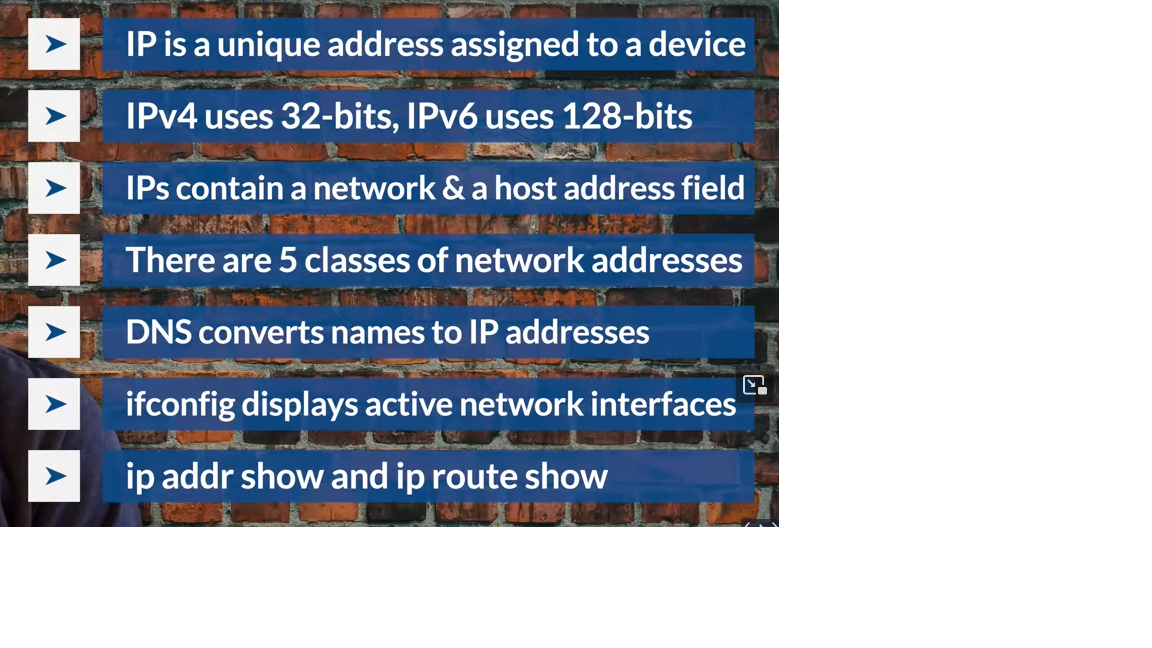 IP is a unique address assigned to a device
IPv4 uses 32-bits, IPv6 uses 128-bits
IPs contain a network & a host address field
There are 5 classes of network addresses
DNS converts names to IP addresses
ifconfig displays active network interfaces
ip addr show and ip route show